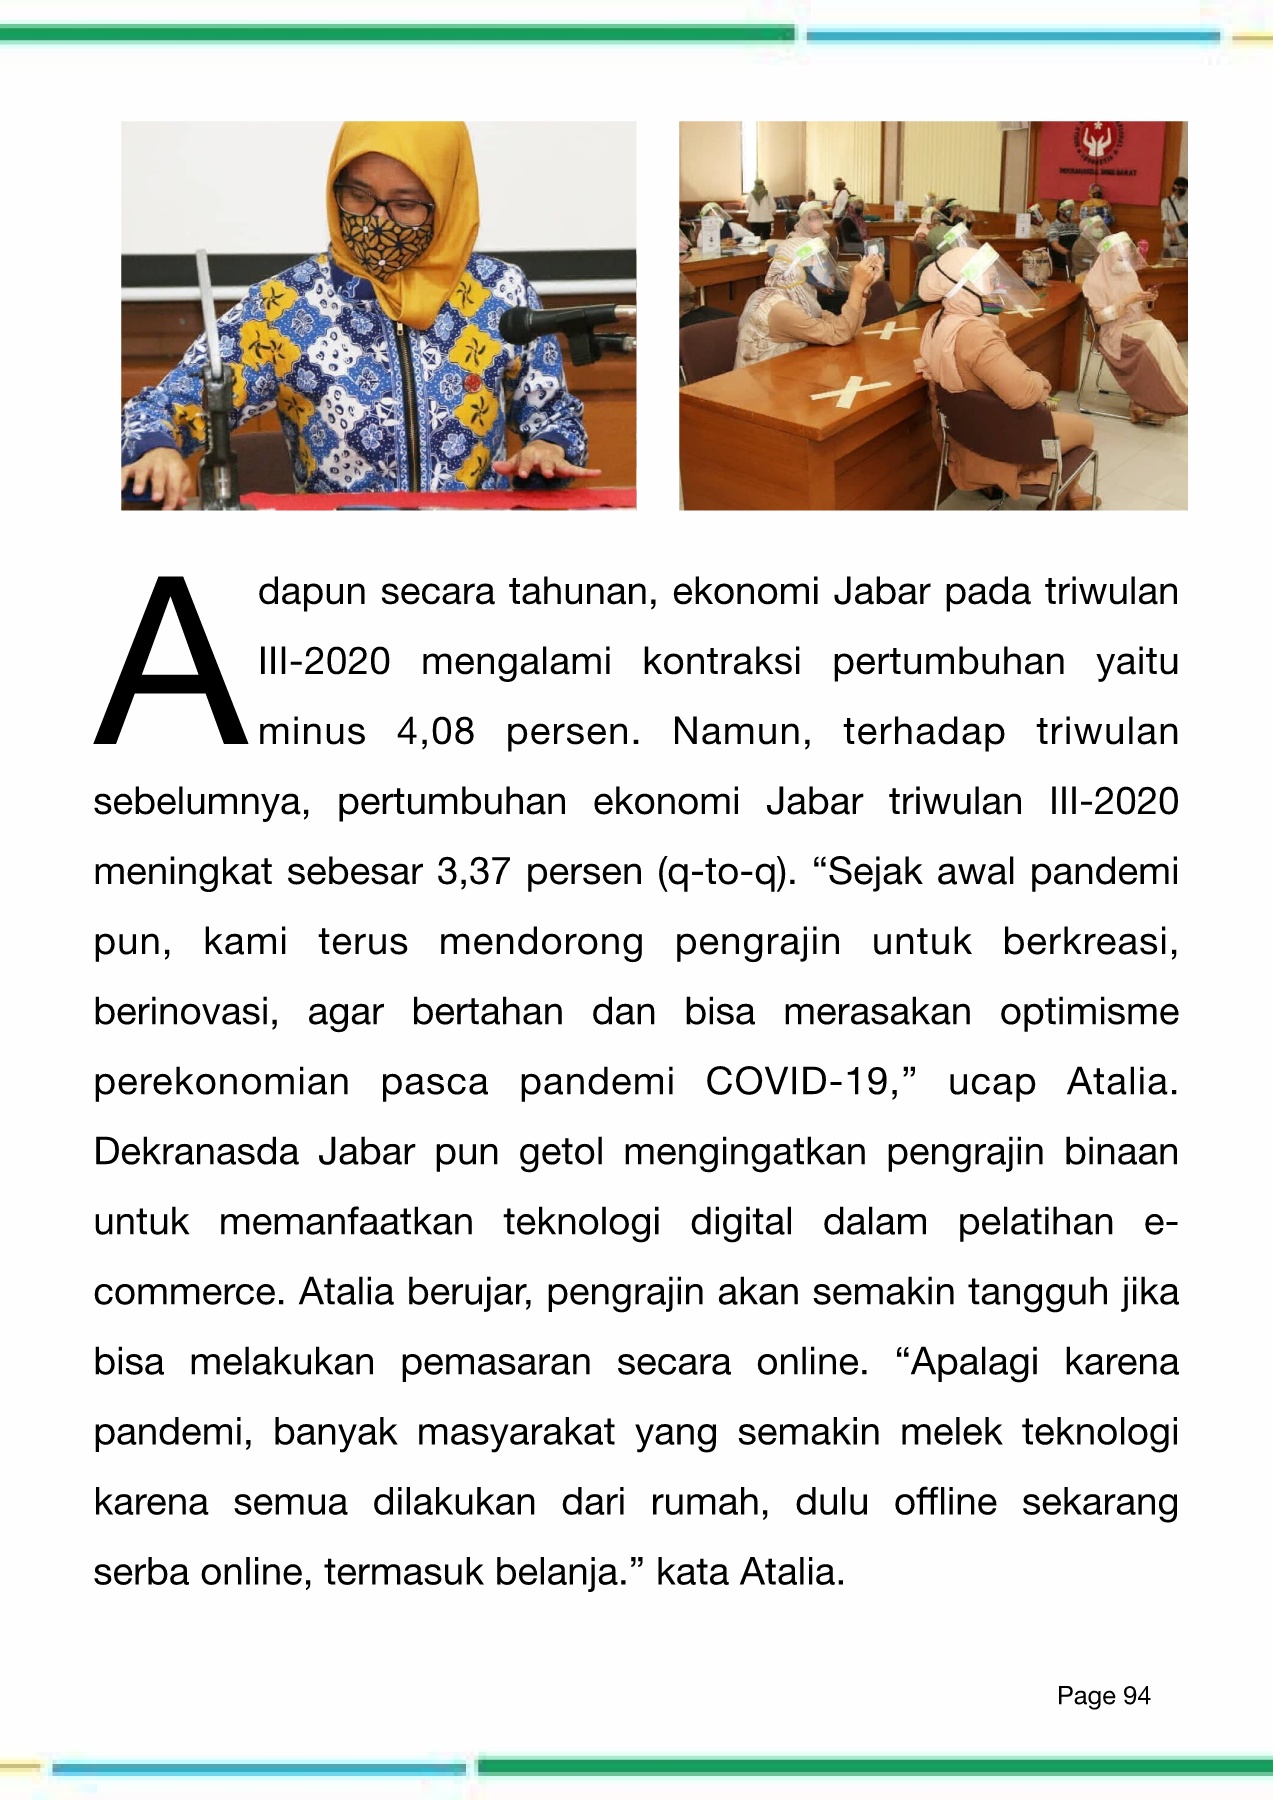 DEKRANASDA JAWA BARAT
Adapun secara tahunan, ekonomi Jabar pada triwulan
III-2020 mengalami kontraksi pertumbuhan yaitu
minus 4,08 persen. Namun, terhadap triwulan
sebelumnya, pertumbuhan ekonomi Jabar triwulan III-2020
meningkat sebesar 3,37 persen (q-to-q). “Sejak awal pandemi
pun, kami terus mendorong pengrajin untuk berkreasi,
berinovasi, agar bertahan dan bisa merasakan optimisme
perekonomian pasca pandemi COVID-19,” ucap Atalia.
Dekranasda Jabar pun getol mengingatkan pengrajin binaan
untuk memanfaatkan teknologi digital dalam pelatihan e-
commerce. Atalia berujar, pengrajin akan semakin tangguh jika
bisa melakukan pemasaran secara online. “Apalagi karena
pandemi, banyak masyarakat yang semakin melek teknologi
karena semua dilakukan dari rumah, dulu offline sekarang
serba online, termasuk belanja.” kata Atalia.
Page 94